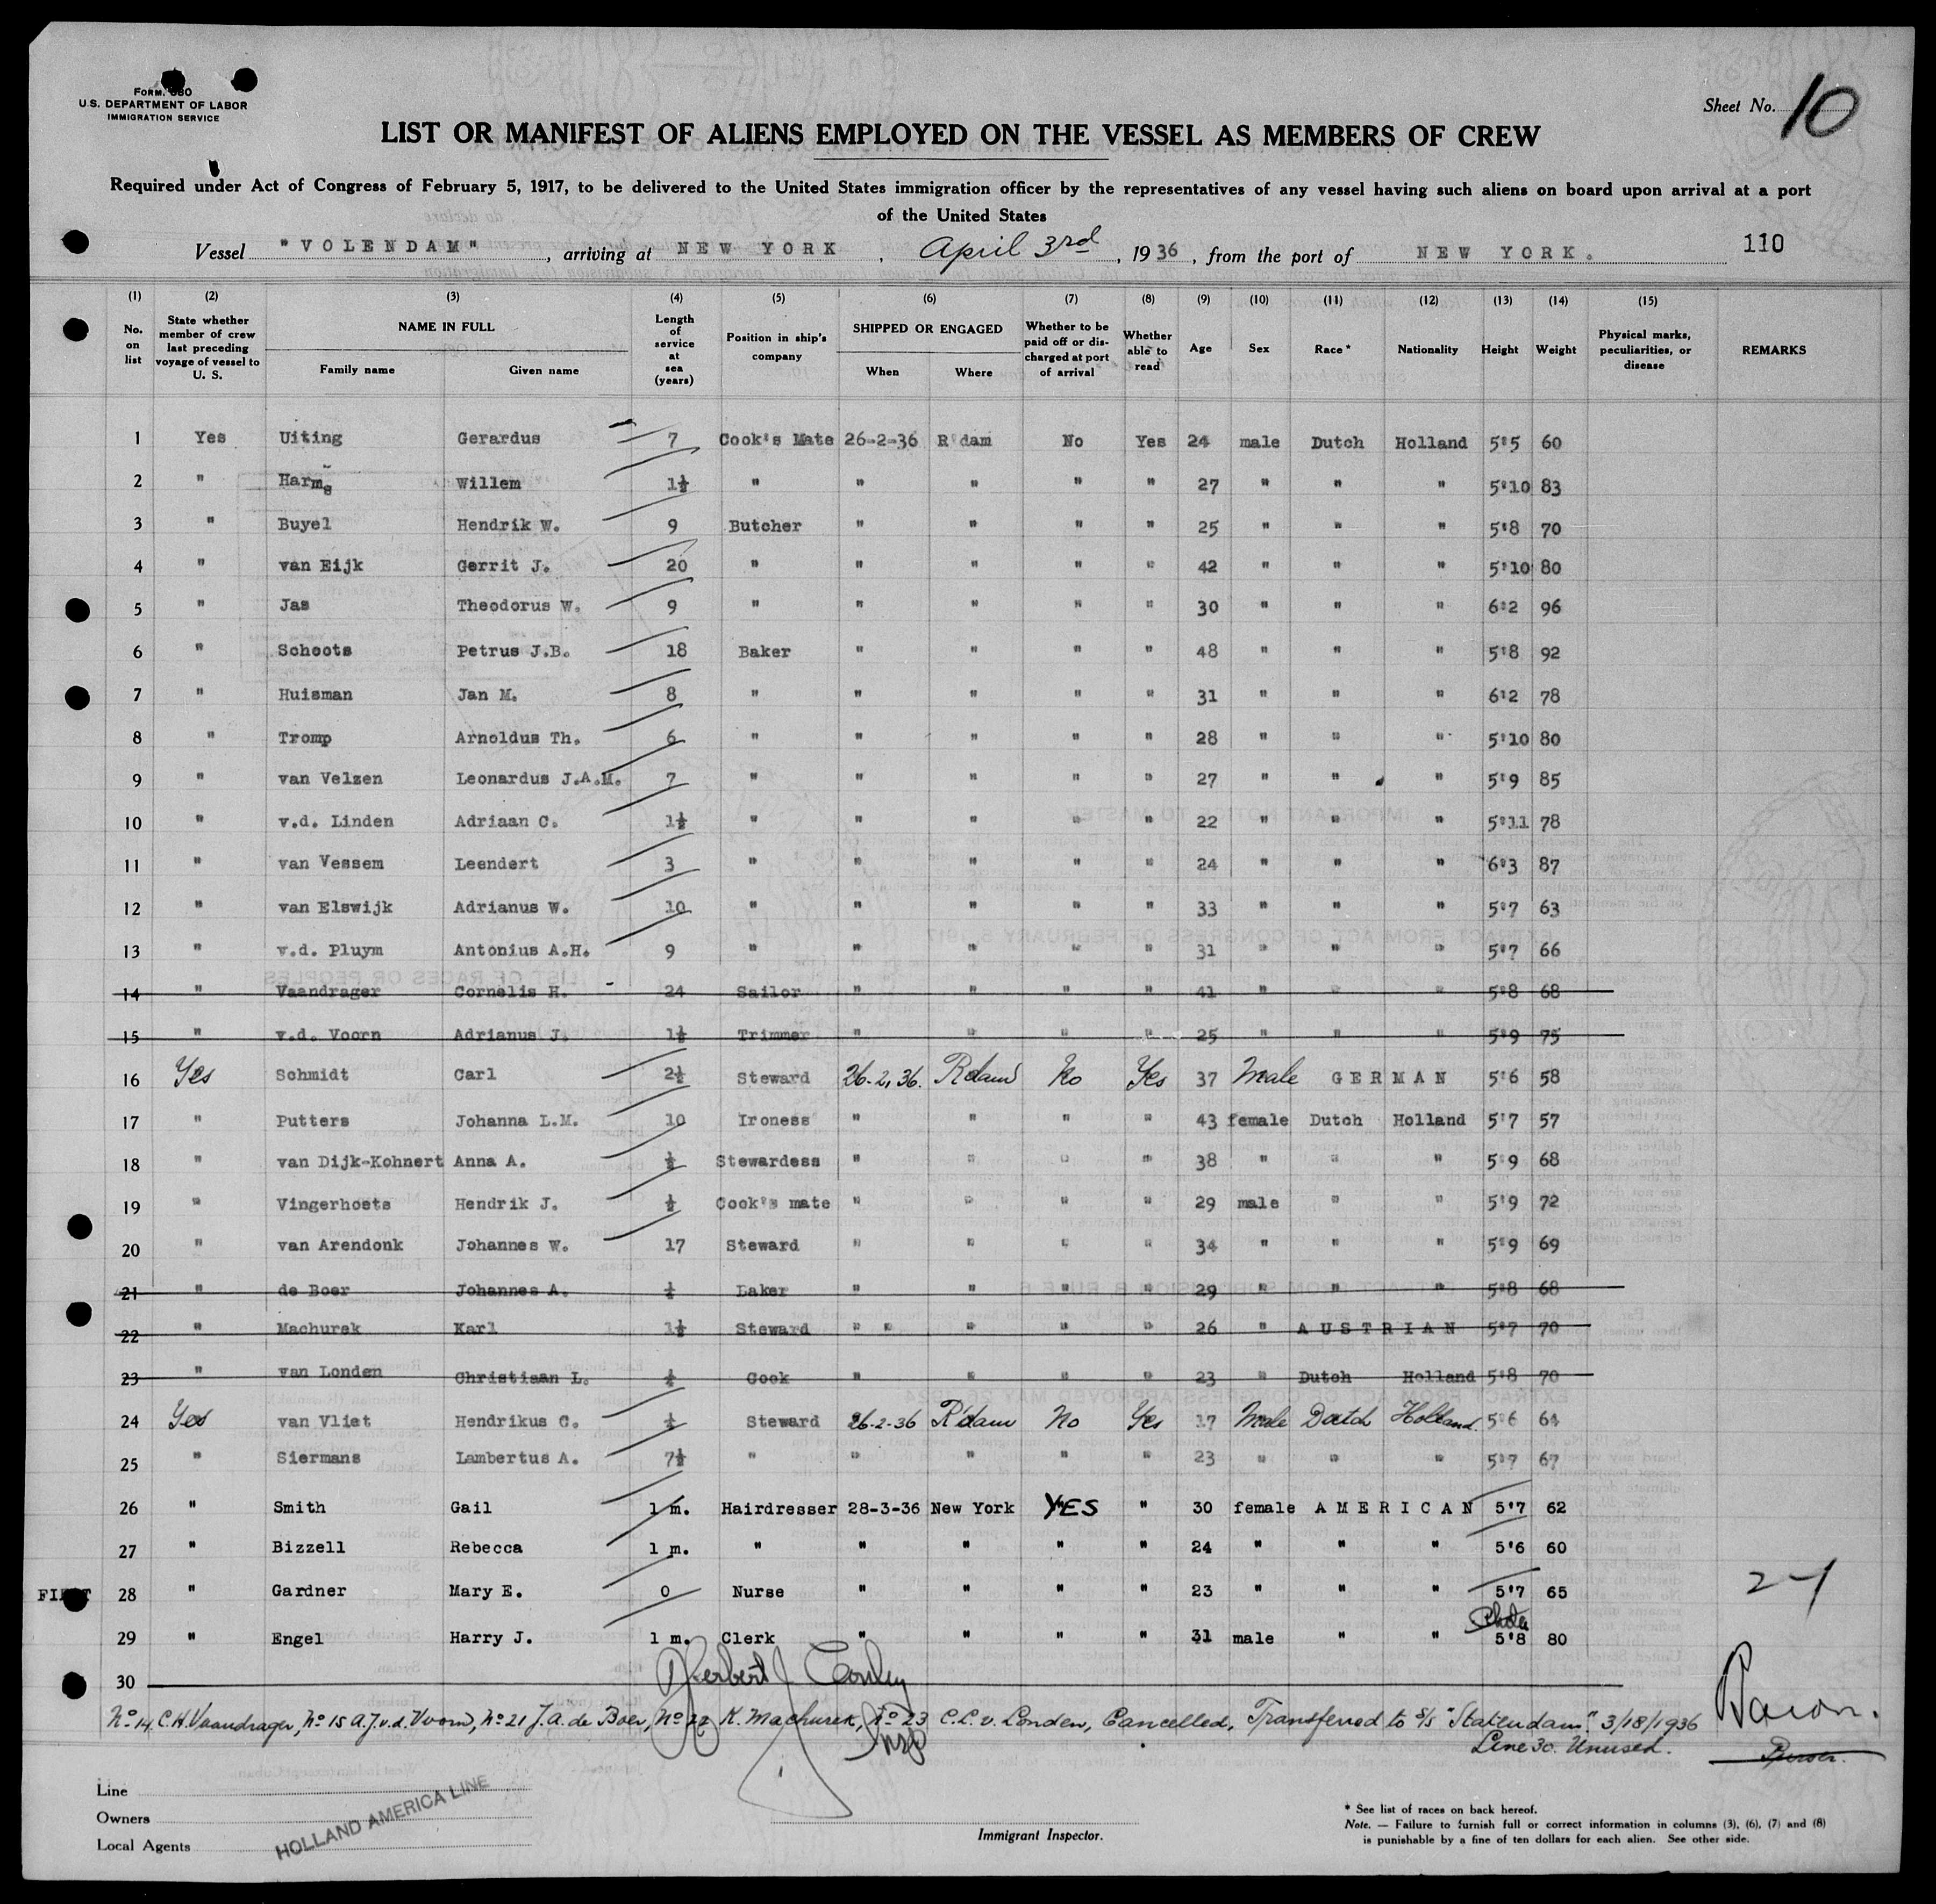 Form 680
U.S. DEPARTMENT OF LABOR
IMMIGRATION SERVICE
Sheet No. 10
LIST OR MANIFEST OF ALIENS EMPLOYED ON THE VESSEL AS MEMBERS OF CREW
Required under Act of Congress of February 5, 1917, to be delivered to the United States immigration officer by the representatives of any vessel having such aliens on board upon arrival at a port
of the United States
Vessel "VOLENDAM", arriving at NEW YORK, April 3rd, 1936, from the port of NEW YORK. 110
(1) (2) (3) (4) (5) (6) (7) (8) (9) (10) (11) (12) (13) (14) (15)
No. on list | State whether member of crew last preceding voyage of vessel to U. S. | NAME IN FULL Family name Given name | Length of service at sea (years) | Position in ship's company | SHIPPED OR ENGAGED When Where | Whether to be paid off or discharged at port of arrival | Whether able to read | Age | Sex | Race* | Nationality | Height | Weight | Physical marks, peculiarities, or disease | REMARKS
1 Yes Uiting Gerardus 7 Cook's Mate 26-2-36 R'dam No Yes 24 male Dutch Holland 5'5 60
2 " Harms Willem 1½ " " " " " 27 " " " 5'10 83
3 " Buyel Hendrik W. 9 Butcher " " " " 25 " " " 5'8 70
4 " van Eijk Gerrit J. 20 " " " " " 42 " " " 5'10 80
5 " Jas Theodorus W. 9 " " " " " 30 " " " 6'2 96
6 " Schoots Petrus J.B. 18 Baker " " " " 48 " " " 5'8 92
7 " Huisman Jan M. 8 " " " " " 31 " " " 6'2 78
8 " Tromp Arnoldus Th. 6 " " " " " 28 " " " 5'10 80
9 " van Velzen Leonardus J.A.M. 7 " " " " " 27 " " " 5'9 85
10 " v.d. Linden Adriaan C. 1½ " " " " " 22 " " " 5'11 78
11 " van Vessem Leendert 3 " " " " " 24 " " " 6'3 87
12 " van Elswijk Adrianus W. 10 " " " " " 33 " " " 5'7 63
13 " v.d. Pluym Antonius A.H. 9 " " " " " 31 " " " 5'7 66
14 " Vaandrager Cornelis H. 24 Sailor " " " " 41 " " " 5'8 68
15 " v.d. Voorn Adrianus J. 1½ Trimmer " " " " 25 " " " 5'9 75
16 Yes Schmidt Carl 2½ Steward 26-2-36. R'dam No Yes 37 Male GERMAN 5'6 58
17 " Putters Johanna L.M. 10 Ironess " " " " 43 female Dutch Holland 5'7 57
18 " van Dijk-Kohnert Anna A. ½ Stewardess " " " " 38 " " " 5'9 68
19 " Vingerhoets Hendrik J. ½ Cook's mate " " " " 29 male " " 5'9 72
20 " van Arendonk Johannes W. 17 Steward " " " " 34 " " " 5'9 69
21 " de Boer Johannes A. ½ Laker " " " " 29 " " " 5'8 68
22 " Machurek Karl 1½ Steward " " " " " 26 " AUSTRIAN 5'7 70
23 " van Londen Christiaan L. ½ Cook " " " " 23 " Dutch Holland 5'8 70
24 Yes van Vliet Hendrikus C. ½ Steward 26-2-36 R'dam No Yes 17 Male Dutch Holland. 5'6 64
25 " Siermans Lambertus A. 7½ " " " " " 23 " " " 5'7 67
26 " Smith Gail 1 m. Hairdresser 28-3-36 New York YES " 30 female AMERICAN 5'7 62
27 " Bizzell Rebecca 1 m. " " " " " 24 " " " 5'6 60
FIRST 28 " Gardner Mary E. 0 Nurse " " " " 23 " " " 5'7 65
29 " Engel Harry J. 1 m. Clerk " " " " 31 male " " 5'8 80
30
24
Herbert J Conley
Insp
No 14 C.H. Vaandrager, No 15 A.J.v.d. Voorn, No 21 J.A. de Boer, No 22 K. Machurek, No 23 C.L. v. Londen, Cancelled, Transferred to S/S "Statendam". 3/18/1936
Line 30. Unused.
Purser.
Line
Owners
Local Agents
HOLLAND AMERICA LINE
Immigrant Inspector.
* See list of races on back hereof.
Note. — Failure to furnish full or correct information in columns (3), (6), (7) and (8)
is punishable by a fine of ten dollars for each alien. See other side.